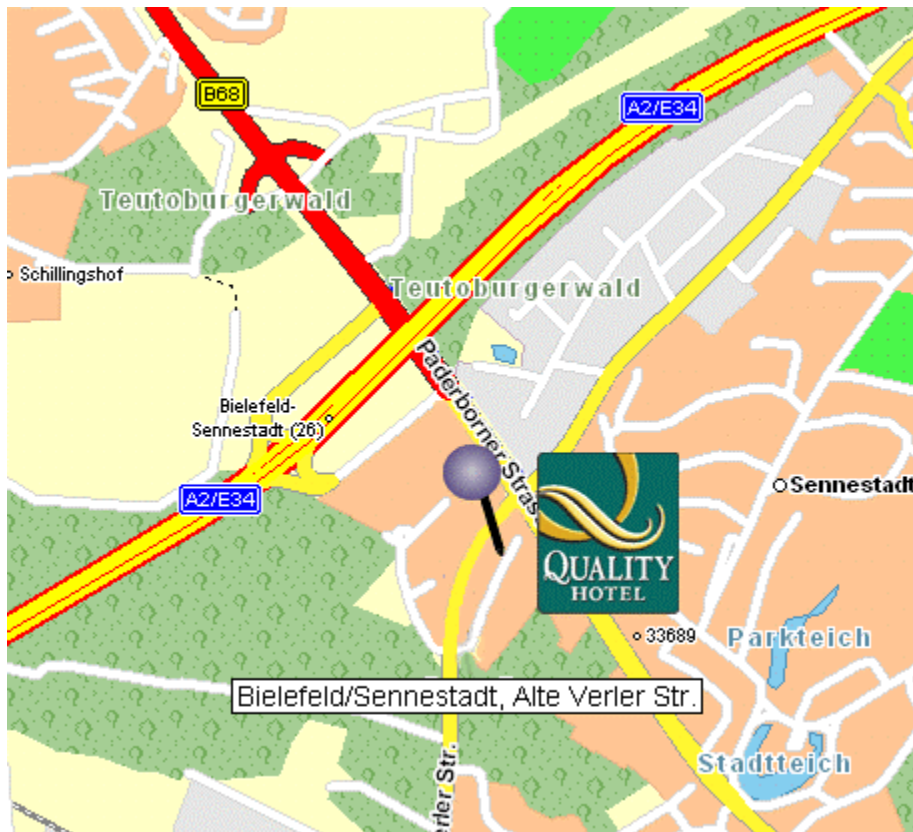 B68
A2/E34
Teutoburgerwald
Schillingshof
Teutoburgerwald
Paderborner Stras
Bielefeld-
Sennestadt (26)
A2/E34
Sennestadt
QUALITY
HOTEL
33689
Parkteich
Bielefeld/Sennestadt, Alte Verler Str.
Stadtteich
erler Str.